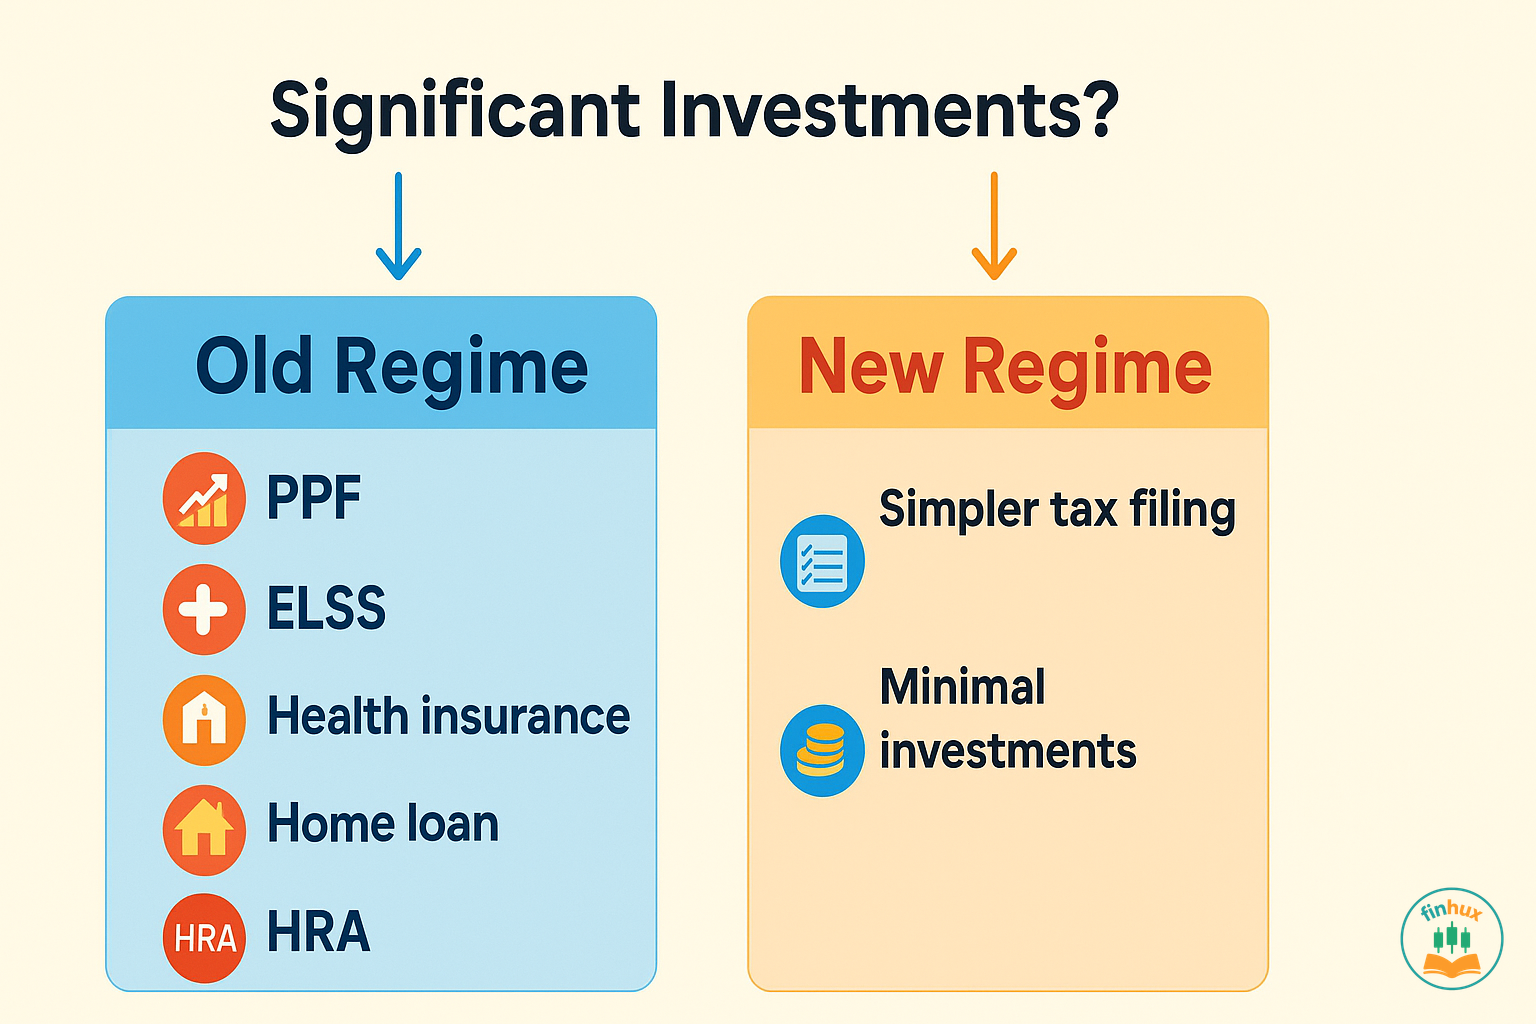 Significant Investments?
Old Regime
PPF
ELSS
Health insurance
Home loan
HRA HRA
New Regime
Simpler tax filing
Minimal
investments
finhux